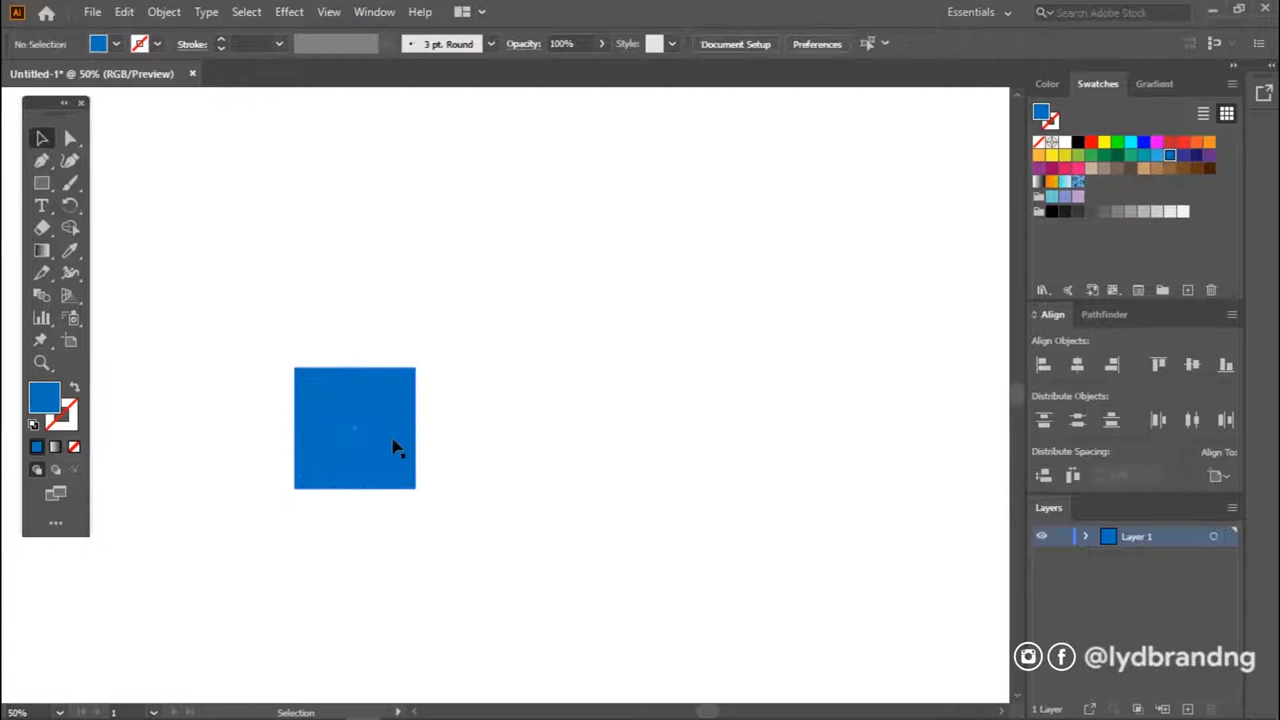 Ai File Edit Object Type Select Effect View Window Help Essentials Search Adobe Stock
No Selection Stroke: 3 pt. Round Opacity: 100% Style: Document Setup Preferences
Untitled-1* @ 50% (RGB/Preview)
Color Swatches Gradient
T
Align Pathfinder
Align Objects:
Distribute Objects:
Distribute Spacing: Align To:
Layers
Layer 1
@lydbrandng
50% 1 Selection 1 Layer